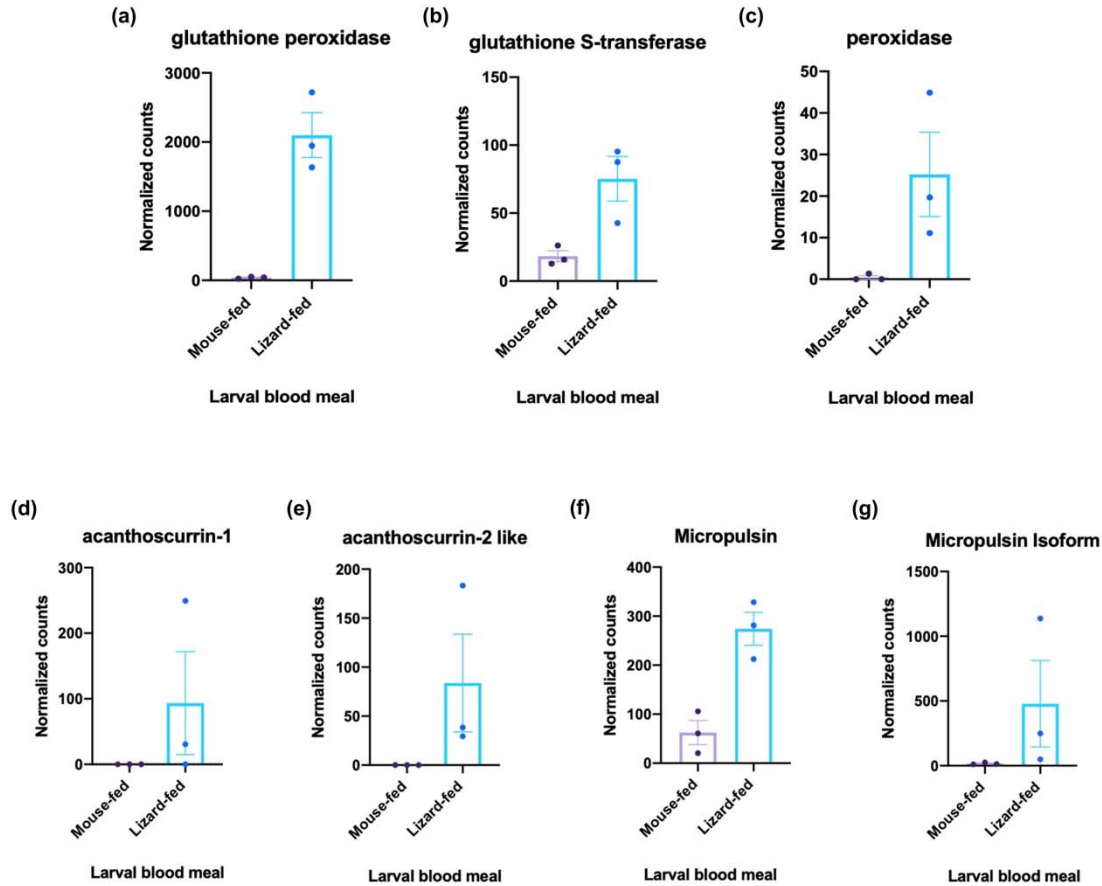 (a)
glutathione peroxidase
Normalized counts
3000
2000
1000
0
Mouse-fed
Lizard-fed
Larval blood meal
(b)
glutathione S-transferase
Normalized counts
150
100
50
0
Mouse-fed
Lizard-fed
Larval blood meal
(c)
peroxidase
Normalized counts
50
40
30
20
10
0
Mouse-fed
Lizard-fed
Larval blood meal
(d)
acanthoscurrin-1
Normalized counts
300
200
100
0
Mouse-fed
Lizard-fed
Larval blood meal
(e)
acanthoscurrin-2 like
Normalized counts
200
150
100
50
0
Mouse-fed
Lizard-fed
Larval blood meal
(f)
Micropulsin
Normalized counts
400
300
200
100
0
Mouse-fed
Lizard-fed
Larval blood meal
(g)
Micropulsin Isoform
Normalized counts
1500
1000
500
0
Mouse-fed
Lizard-fed
Larval blood meal